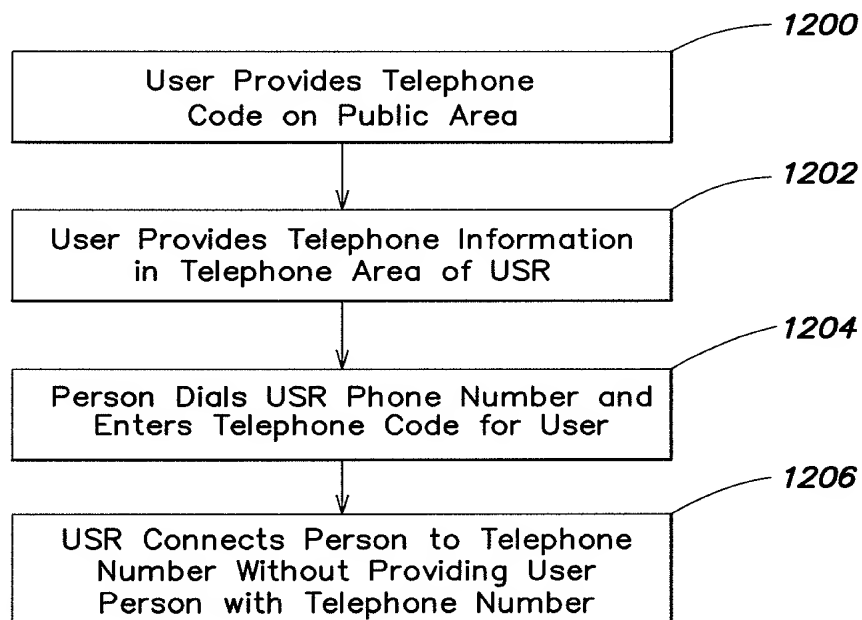 1200
User Provides Telephone
Code on Public Area
1202
User Provides Telephone Information
in Telephone Area of USR
1204
Person Dials USR Phone Number and
Enters Telephone Code for User
1206
USR Connects Person to Telephone
Number Without Providing User
Person with Telephone Number